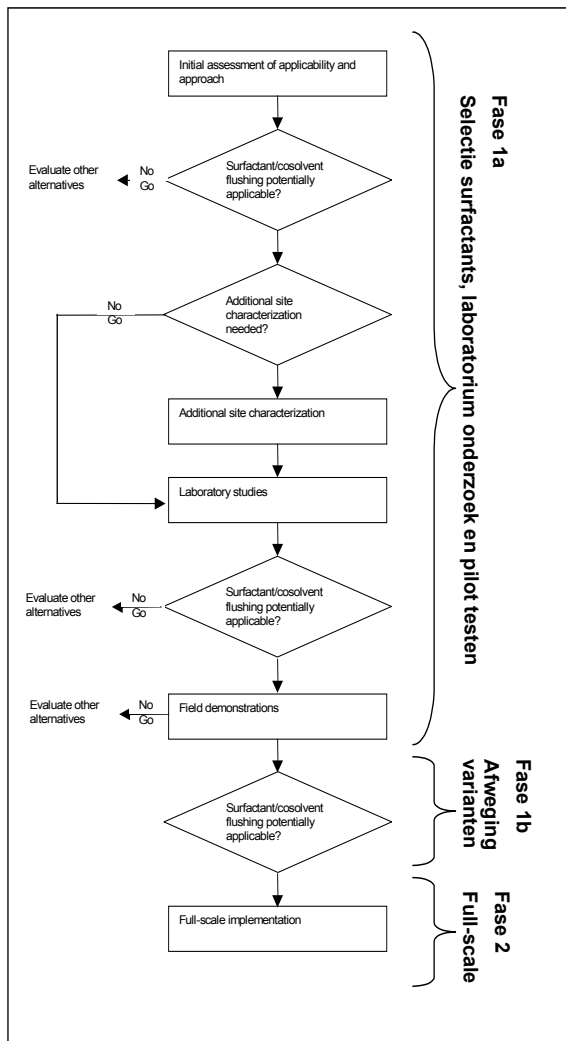 Initial assessment of applicability and
approach
Surfactant/cosolvent
flushing potentially
applicable?
No
Go
Evaluate other
alternatives
Additional site
characterization
needed?
No
Go
Additional site characterization
Laboratory studies
Surfactant/cosolvent
flushing potentially
applicable?
No
Go
Evaluate other
alternatives
Field demonstrations
No
Go
Evaluate other
alternatives
Surfactant/cosolvent
flushing potentially
applicable?
Full-scale implementation
Fase 1a
Selectie surfactants, laboratorium onderzoek en pilot testen
Fase 1b
Afweging
varianten
Fase 2
Full-scale